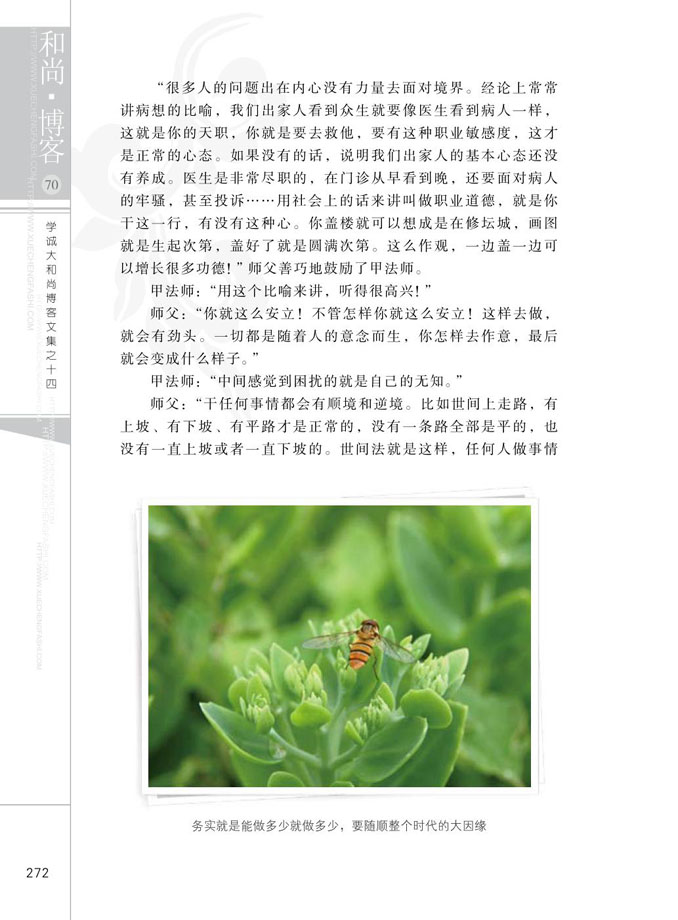 和尚·博客
70
学诚大和尚博客文集之十四
“很多人的问题出在内心没有力量去面对境界。经论上常常
讲病想的比喻，我们出家人看到众生就要像医生看到病人一样，
这就是你的天职，你就是要去救他，要有这种职业敏感度，这才
是正常的心态。如果没有的话，说明我们出家人的基本心态还没
有养成。医生是非常尽职的，在门诊从早看到晚，还要面对病人
的牢骚，甚至投诉……用社会上的话来讲叫做职业道德，就是你
干这一行，有没有这种心。你盖楼就可以想成是在修坛城，画图
就是生起次第，盖好了就是圆满次第。这么作观，一边盖一边可
以增长很多功德！”师父善巧地鼓励了甲法师。
甲法师：“用这个比喻来讲，听得很高兴！”
师父：“你就这么安立！不管怎样你就这么安立！这样去做，
就会有劲头。一切都是随着人的意念而生，你怎样去作意，最后
就会变成什么样子。”
甲法师：“中间感觉到困扰的就是自己的无知。”
师父：“干任何事情都会有顺境和逆境。比如世间上走路，有
上坡、有下坡、有平路才是正常的，没有一条路全部是平的，也
没有一直上坡或者一直下坡的。世间法就是这样，任何人做事情
务实就是能做多少就做多少，要随顺整个时代的大因缘
272